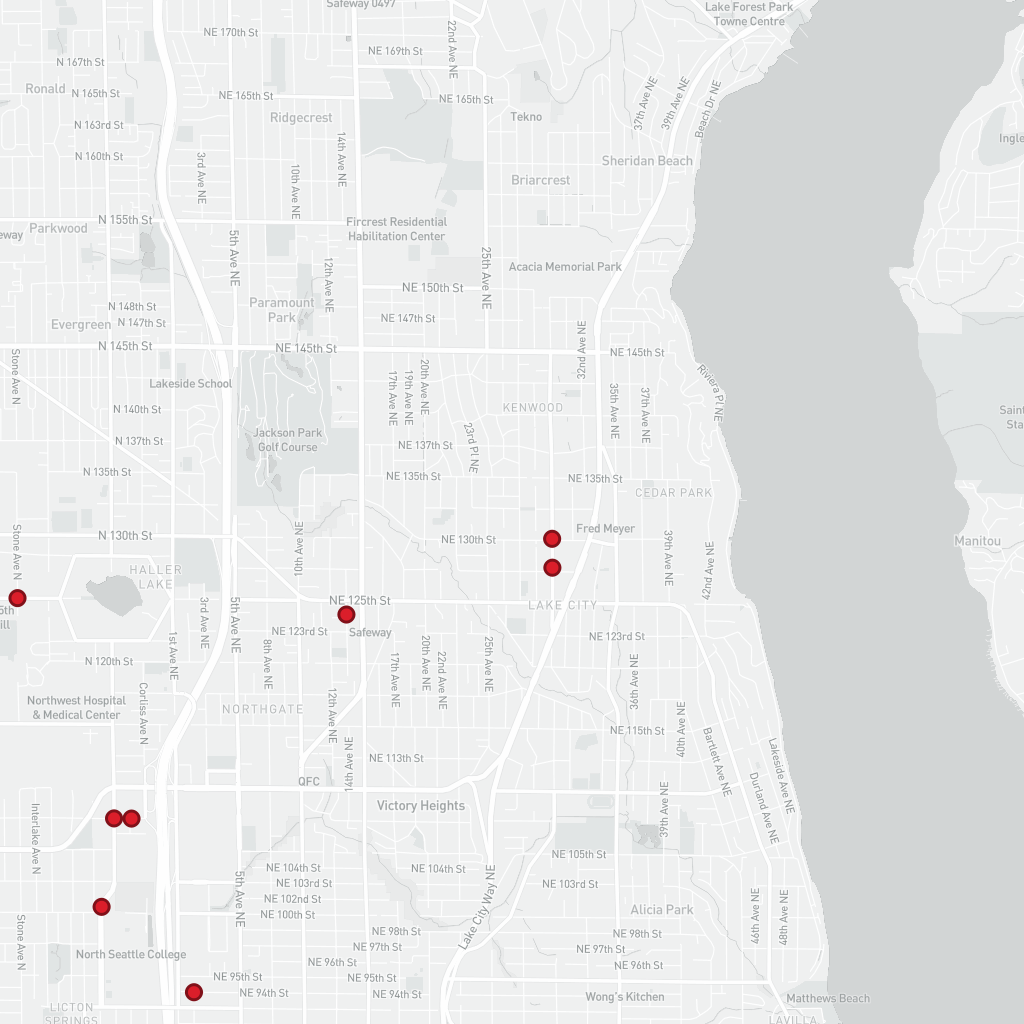 Safeway 0497
Lake Forest Park
Towne Centre
NE 170th St
22nd Ave NE
NE 169th St
N 167th St
Ronald
N 165th St
NE 165th St
NE 165th St
37th Ave NE
39th Ave NE
Beach Dr NE
Ridgecrest
Tekno
N 163rd St
Ingle
14th Ave NE
N 160th St
3rd Ave NE
Sheridan Beach
10th Ave NE
Briarcrest
N 155th St
Fircrest Residential
Habilitation Center
Parkwood
eway
5th Ave NE
12th Ave NE
25th Ave NE
Acacia Memorial Park
NE 150th St
Paramount
Park
N 148th St
N 147th St
NE 147th St
Evergreen
32nd Ave NE
N 145th St
NE 145th St
NE 145th St
Stone Ave N
Lakeside School
17th Ave NE
19th Ave NE
20th Ave NE
Riviera Pl NE
35th Ave NE
37th Ave NE
N 140th St
KENWOOD
Saint
Sta
Jackson Park
Golf Course
N 137th St
NE 137th St
23rd Pl NE
N 135th St
NE 135th St
NE 135th St
CEDAR PARK
Stone Ave N
N 130th St
10th Ave NE
NE 130th St
Fred Meyer
36th Ave NE
42nd Ave NE
Manitou
HALLER
LAKE
NE 125th St
LAKE CITY
5th
ill
3rd Ave NE
5th Ave NE
NE 123rd St
Safeway
NE 123rd St
1st Ave NE
8th Ave NE
N 120th St
17th Ave NE
20th Ave NE
22nd Ave NE
25th Ave NE
36th Ave NE
Northwest Hospital
& Medical Center
Corliss Ave N
NORTHGATE
12th Ave NE
14th Ave NE
NE 115th St
40th Ave NE
Bartlett Ave NE
Lakeside Ave NE
NE 113th St
QFC
Durland Ave NE
Victory Heights
39th Ave NE
Interlake Ave N
NE 105th St
NE 104th St
NE 104th St
NE 103rd St
NE 103rd St
5th Ave NE
NE 102nd St
NE 100th St
Lake City Way NE
Alicia Park
46th Ave NE
48th Ave NE
Stone Ave N
NE 98th St
NE 98th St
NE 97th St
NE 97th St
North Seattle College
NE 96th St
NE 96th St
NE 95th St
NE 95th St
NE 94th St
NE 94th St
Wong's Kitchen
Matthews Beach
LICTON
SPRINGS
LAVILLA